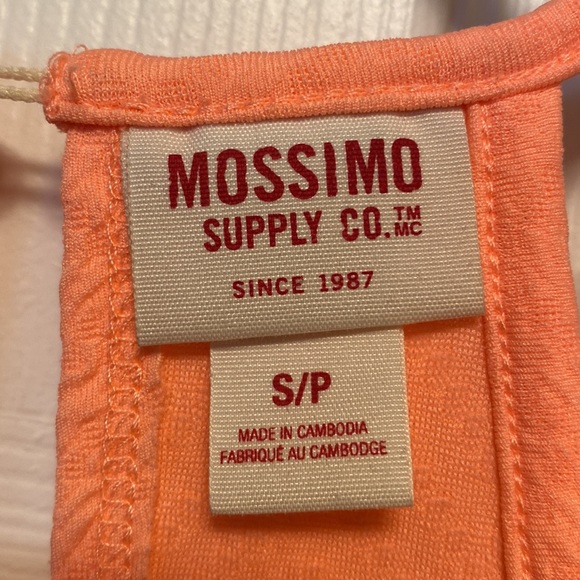 MOSSIMO
SUPPLY CO.™ MC
SINCE 1987
S/P
MADE IN CAMBODIA
FABRIQUÉ AU CAMBODGE